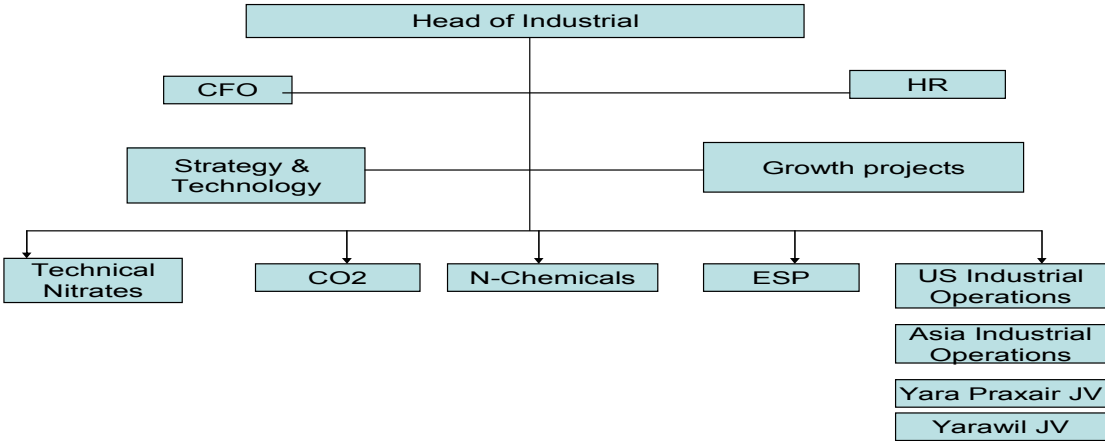 Head of Industrial
CFO
HR
Strategy &
Technology
Growth projects
Technical
Nitrates
CO2
N-Chemicals
ESP
US Industrial
Operations
Asia Industrial
Operations
Yara Praxair JV
Yarawil JV